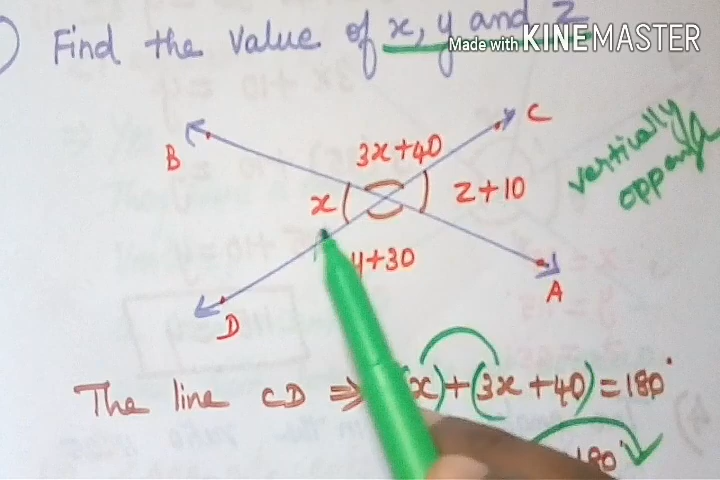 ) Find the value of x, y and z
Made with KINEMASTER
B
C
3x+40
x
z+10
vertically
y+30
A
D
The line CD ⇒ (x)+(3x+40)=180°
180°